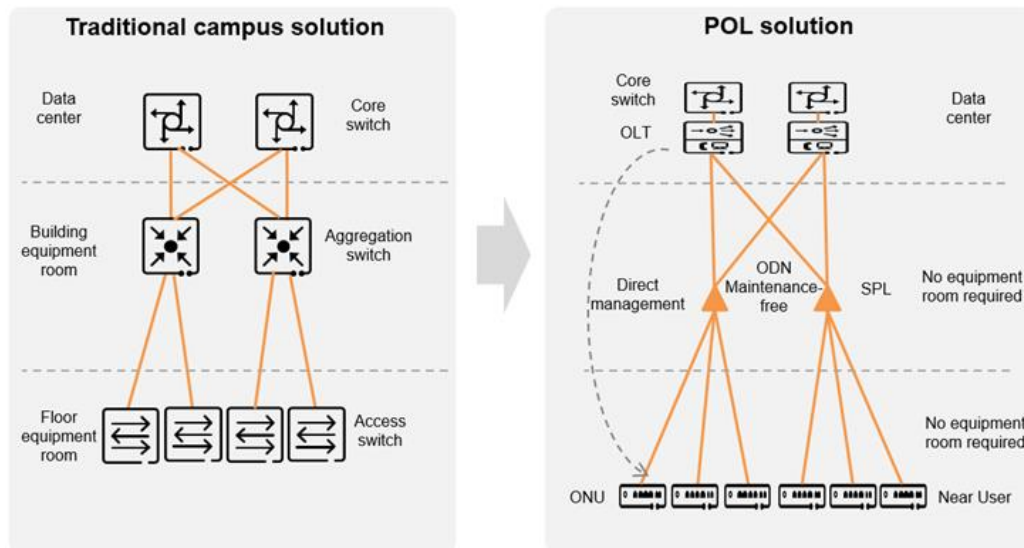 Traditional campus solution
Data
center
Core
switch
Building
equipment
room
Aggregation
switch
Floor
equipment
room
Access
switch
POL solution
Core
switch
OLT
Data
center
Direct
management
ODN
Maintenance-
free
SPL
No equipment
room required
No equipment
room required
ONU
Near User